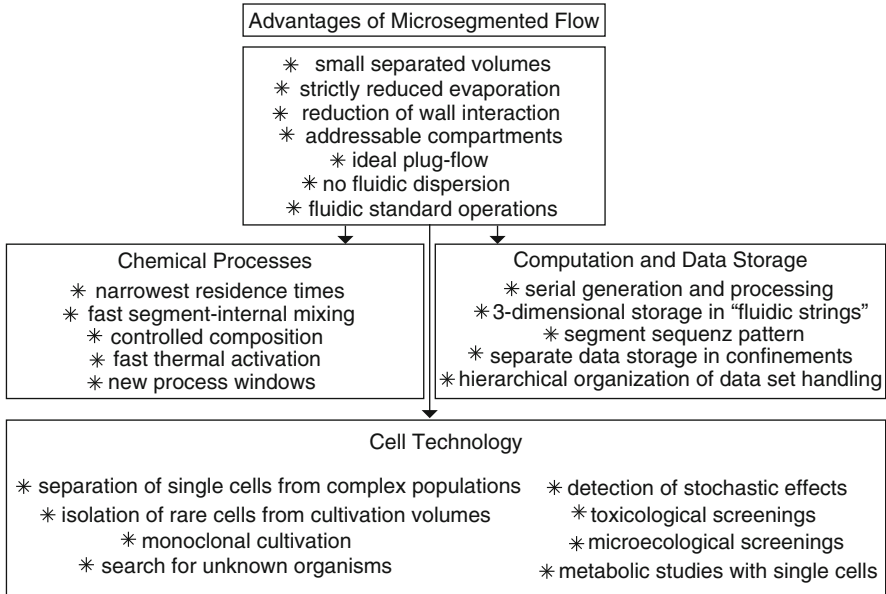 Advantages of Microsegmented Flow
* small separated volumes
* strictly reduced evaporation
* reduction of wall interaction
* addressable compartments
* ideal plug-flow
* no fluidic dispersion
* fluidic standard operations
Chemical Processes
* narrowest residence times
* fast segment-internal mixing
* controlled composition
* fast thermal activation
* new process windows
Computation and Data Storage
* serial generation and processing
* 3-dimensional storage in “fluidic strings”
* segment sequenz pattern
* separate data storage in confinements
* hierarchical organization of data set handling
Cell Technology
* separation of single cells from complex populations
* isolation of rare cells from cultivation volumes
* monoclonal cultivation
* search for unknown organisms
* detection of stochastic effects
* toxicological screenings
* microecological screenings
* metabolic studies with single cells